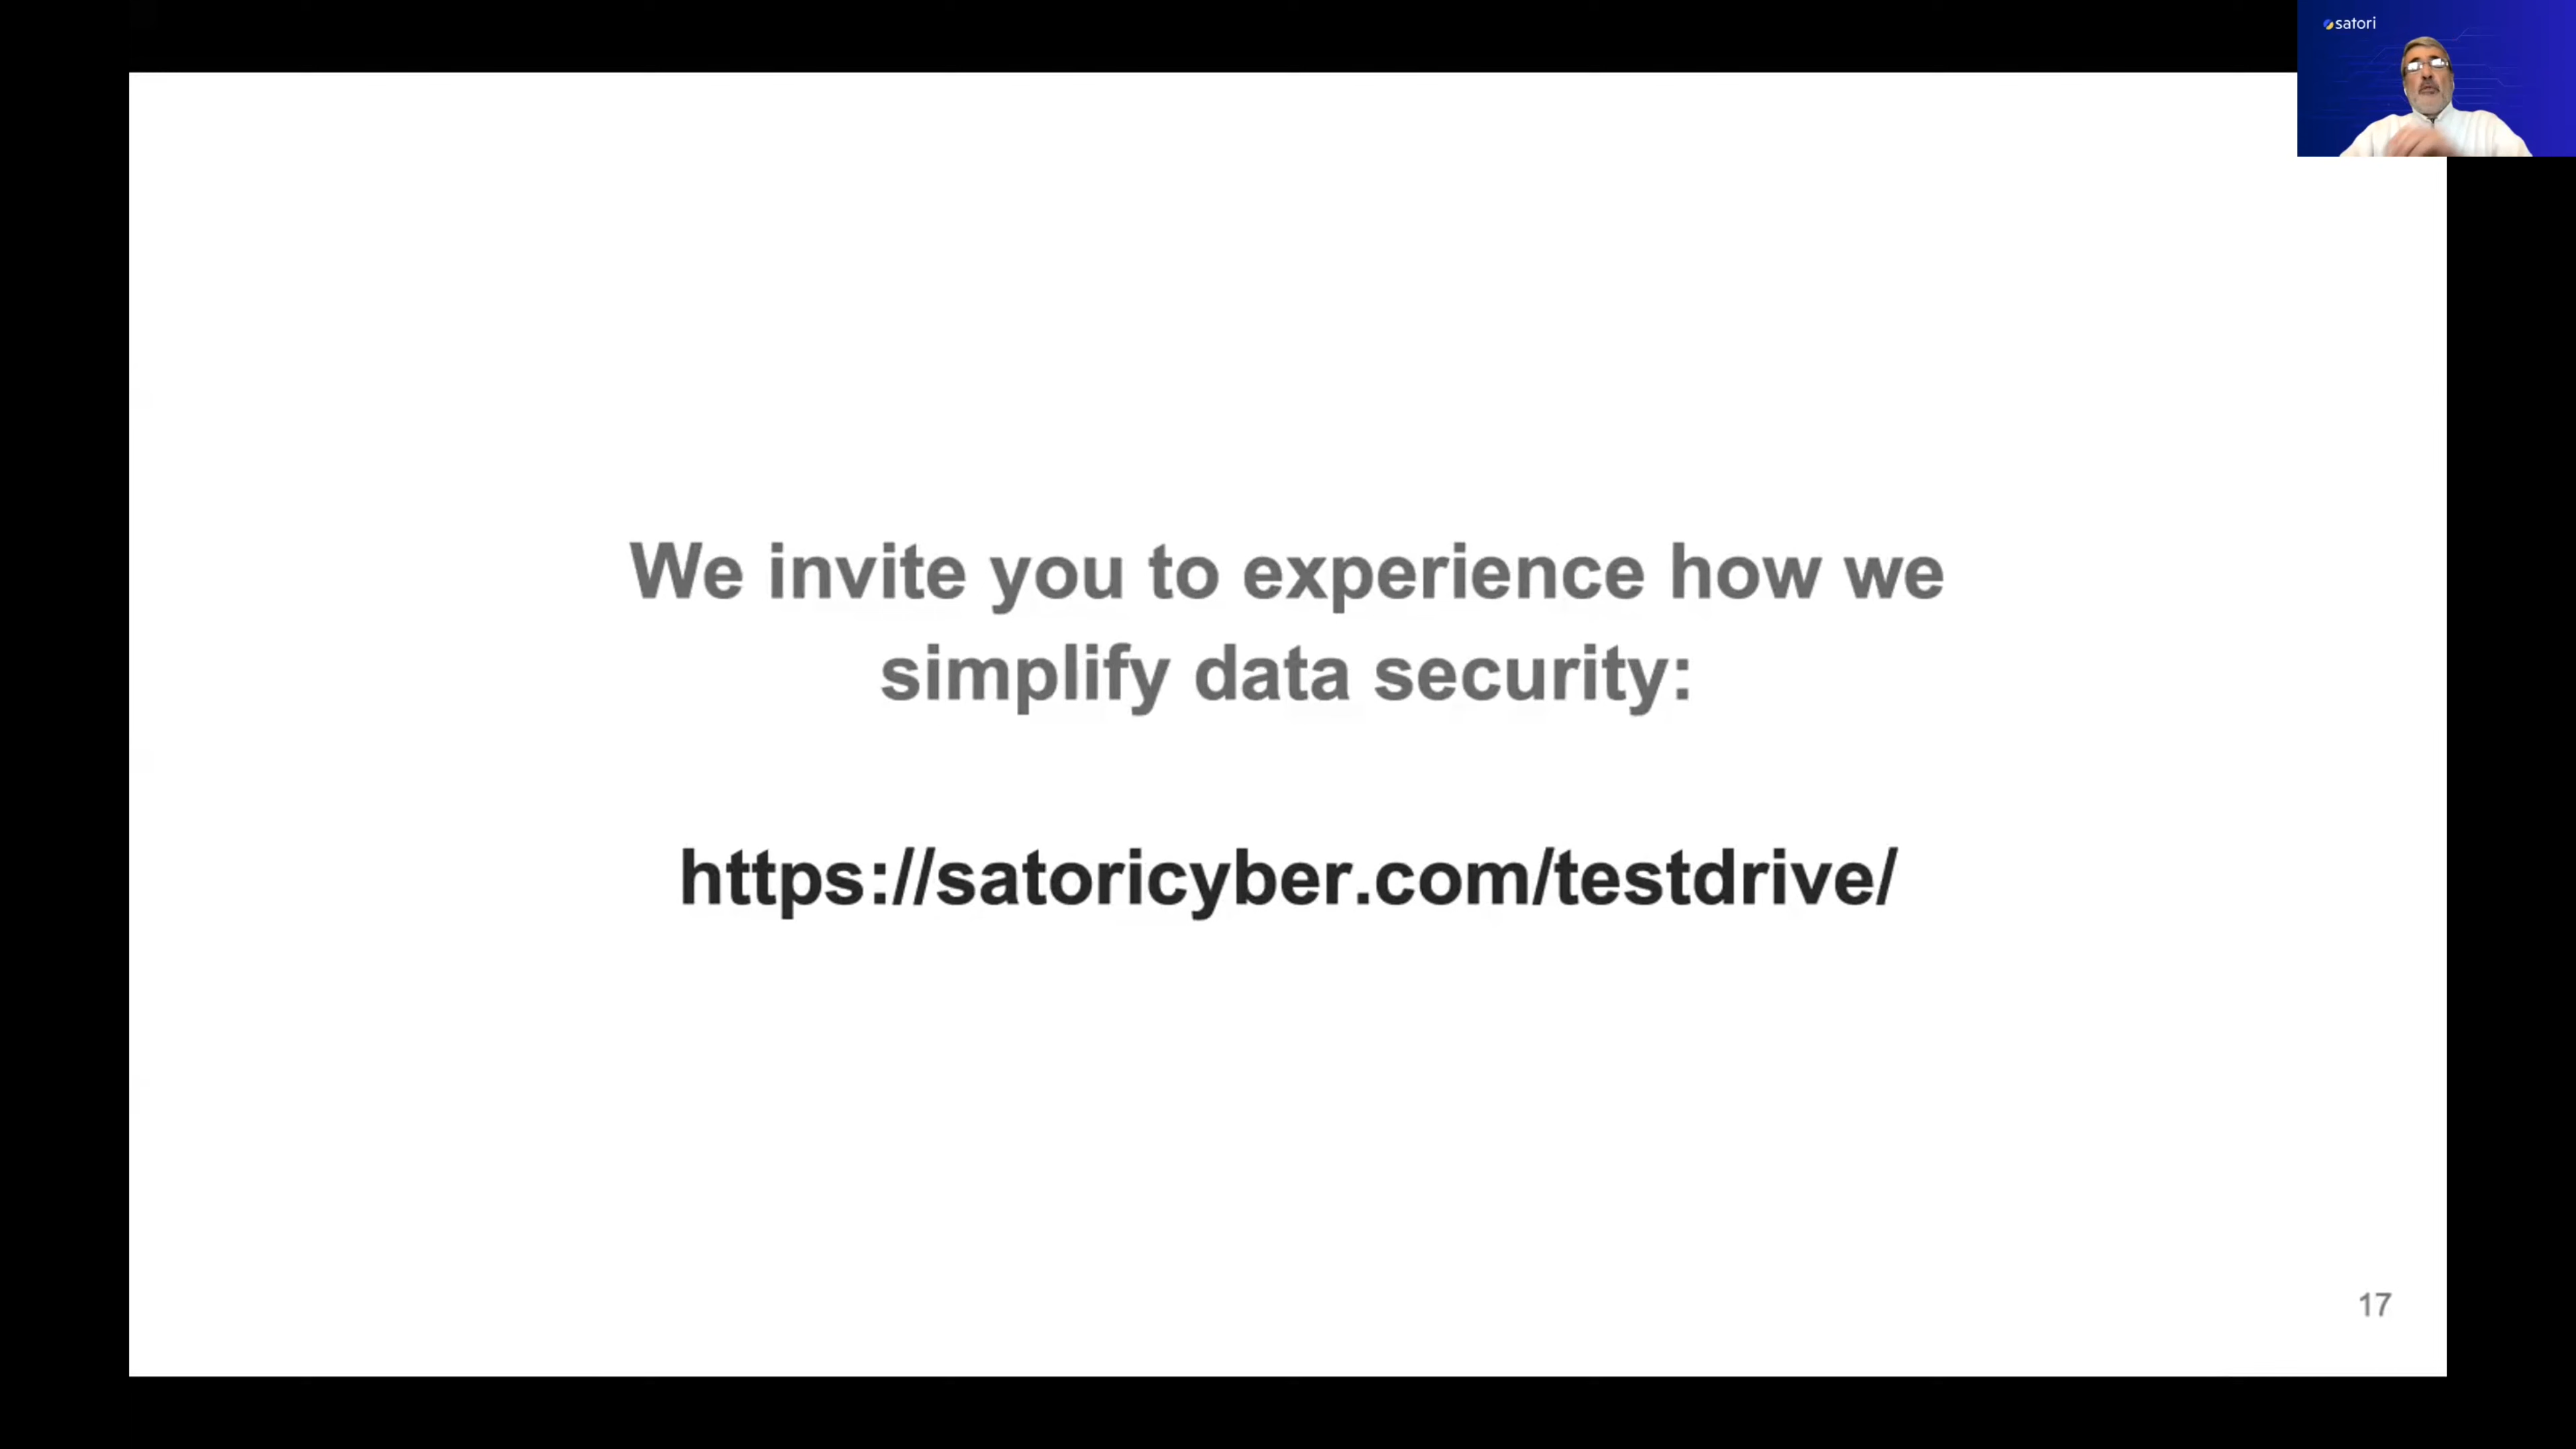 satori
We invite you to experience how we
simplify data security:
https://satoricyber.com/testdrive/
17